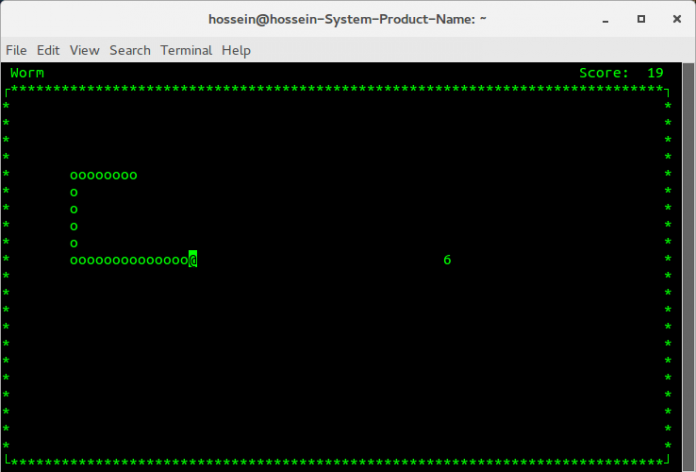 hossein@hossein-System-Product-Name: ~
File Edit View Search Terminal Help
Worm Score: 19
┌******************************************************************************┐
* *
* *
* *
* *
* oooooooo *
* o *
* o *
* o *
* o *
* oooooooooooooo@ 6 *
* *
* *
* *
* *
* *
* *
* *
* *
* *
* *
* *
└******************************************************************************┘